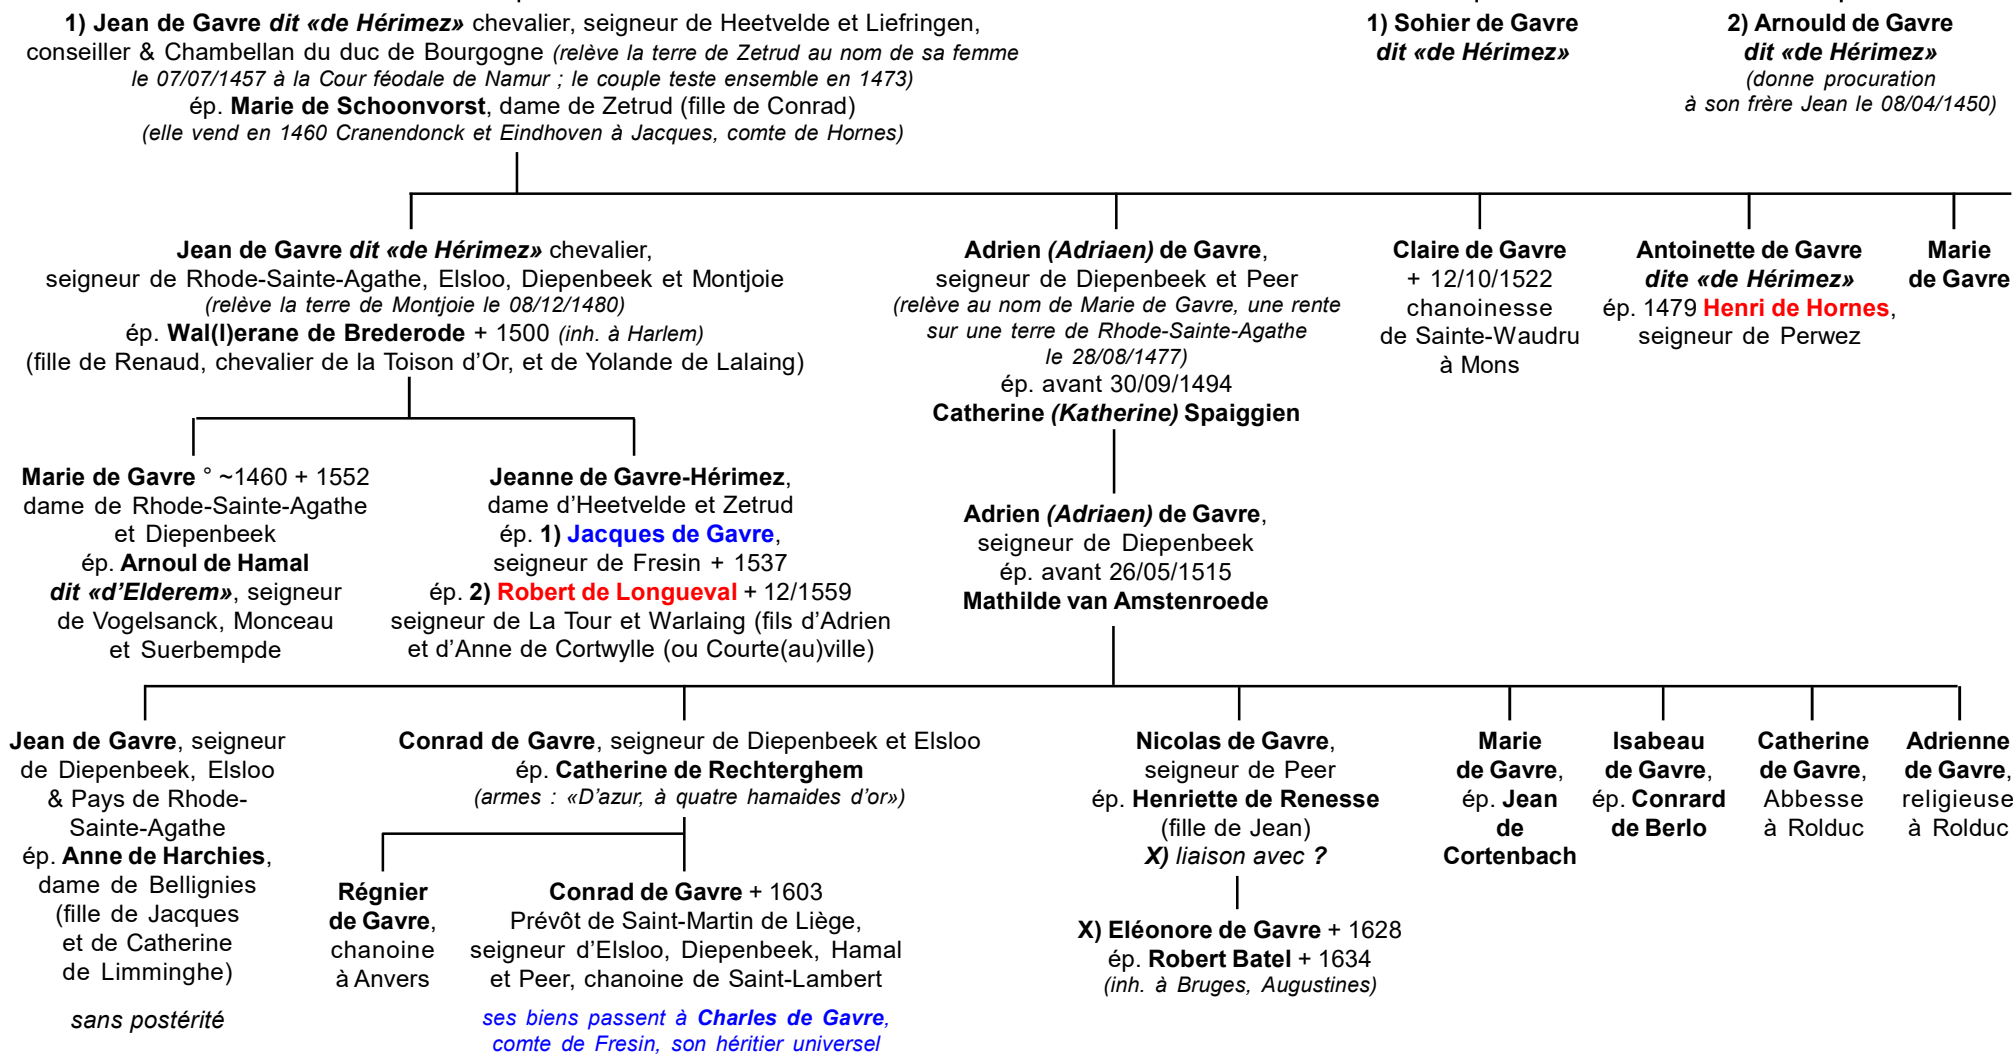 1) Jean de Gavre dit «de Hérimez» chevalier, seigneur de Heetvelde et Liefringen,
conseiller & Chambellan du duc de Bourgogne (relève la terre de Zetrud au nom de sa femme
le 07/07/1457 à la Cour féodale de Namur ; le couple teste ensemble en 1473)
ép. Marie de Schoonvorst, dame de Zetrud (fille de Conrad)
(elle vend en 1460 Cranendonck et Eindhoven à Jacques, comte de Hornes)
1) Sohier de Gavre
dit «de Hérimez»
2) Arnould de Gavre
dit «de Hérimez»
(donne procuration
à son frère Jean le 08/04/1450)
Jean de Gavre dit «de Hérimez» chevalier,
seigneur de Rhode-Sainte-Agathe, Elsloo, Diepenbeek et Montjoie
(relève la terre de Montjoie le 08/12/1480)
ép. Wal(l)erane de Brederode + 1500 (inh. à Harlem)
(fille de Renaud, chevalier de la Toison d'Or, et de Yolande de Lalaing)
Adrien (Adriaen) de Gavre,
seigneur de Diepenbeek et Peer
(relève au nom de Marie de Gavre, une rente
sur une terre de Rhode-Sainte-Agathe
le 28/08/1477)
ép. avant 30/09/1494
Catherine (Katherine) Spaiggien
Claire de Gavre
+ 12/10/1522
chanoinesse
de Sainte-Waudru
à Mons
Antoinette de Gavre
dite «de Hérimez»
ép. 1479 Henri de Hornes,
seigneur de Perwez
Marie
de Gavre
Marie de Gavre ° ~1460 + 1552
dame de Rhode-Sainte-Agathe
et Diepenbeek
ép. Arnoul de Hamal
dit «d'Elderem», seigneur
de Vogelsanck, Monceau
et Suerbempde
Jeanne de Gavre-Hérimez,
dame d'Heetvelde et Zetrud
ép. 1) Jacques de Gavre,
seigneur de Fresin + 1537
ép. 2) Robert de Longueval + 12/1559
seigneur de La Tour et Warlaing (fils d'Adrien
et d'Anne de Cortwylle (ou Courte(au)ville)
Adrien (Adriaen) de Gavre,
seigneur de Diepenbeek
ép. avant 26/05/1515
Mathilde van Amstenroede
Jean de Gavre, seigneur
de Diepenbeek, Elsloo
& Pays de Rhode-
Sainte-Agathe
ép. Anne de Harchies,
dame de Bellignies
(fille de Jacques
et de Catherine
de Limminghe)
sans postérité
Conrad de Gavre, seigneur de Diepenbeek et Elsloo
ép. Catherine de Rechterghem
(armes : «D'azur, à quatre hamaides d'or»)
Régnier
de Gavre,
chanoine
à Anvers
Conrad de Gavre + 1603
Prévôt de Saint-Martin de Liège,
seigneur d'Elsloo, Diepenbeek, Hamal
et Peer, chanoine de Saint-Lambert
ses biens passent à Charles de Gavre,
comte de Fresin, son héritier universel
Nicolas de Gavre,
seigneur de Peer
ép. Henriette de Renesse
(fille de Jean)
X) liaison avec ?
X) Eléonore de Gavre + 1628
ép. Robert Batel + 1634
(inh. à Bruges, Augustines)
Marie
de Gavre,
ép. Jean
de
Cortenbach
Isabeau
de Gavre,
ép. Conrard
de Berlo
Catherine
de Gavre,
Abbesse
à Rolduc
Adrienne
de Gavre,
religieuse
à Rolduc